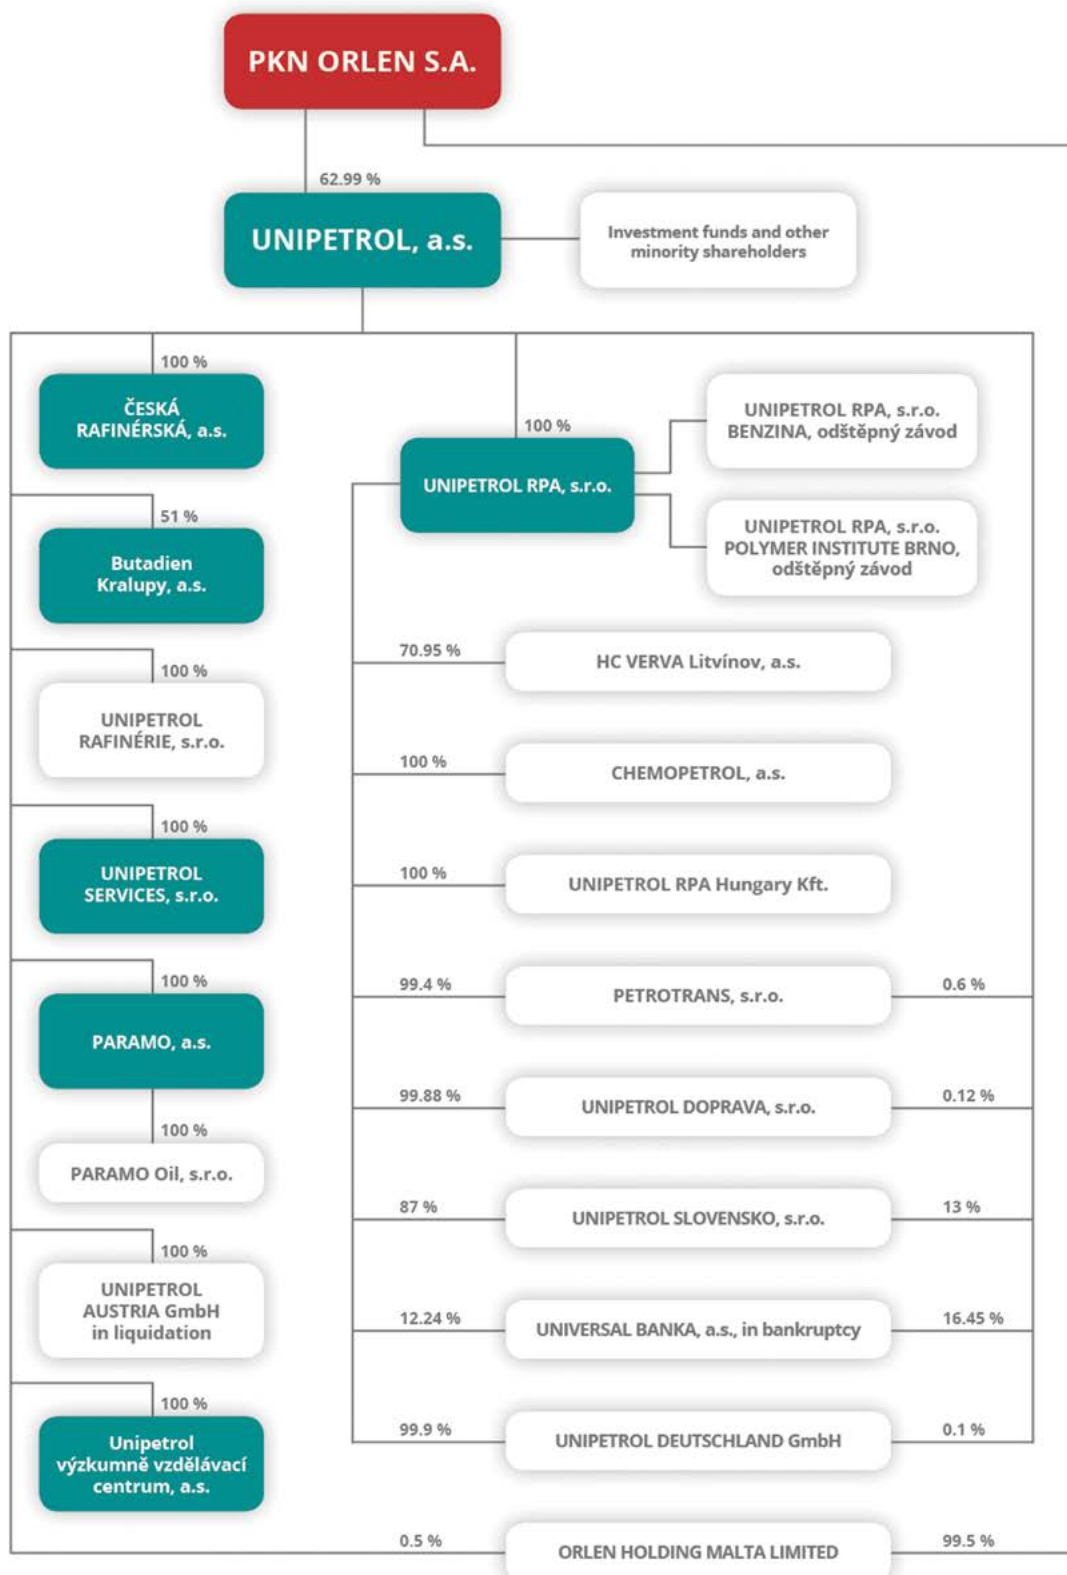 PKN ORLEN S.A.
62.99 %
UNIPETROL, a.s.
Investment funds and other
minority shareholders
100 %
ČESKÁ
RAFINÉRSKÁ, a.s.
51 %
Butadien
Kralupy, a.s.
100 %
UNIPETROL
RAFINÉRIE, s.r.o.
100 %
UNIPETROL
SERVICES, s.r.o.
100 %
PARAMO, a.s.
100 %
PARAMO Oil, s.r.o.
100 %
UNIPETROL
AUSTRIA GmbH
in liquidation
100 %
Unipetrol
výzkumně vzdělávací
centrum, a.s.
100 %
UNIPETROL RPA, s.r.o.
UNIPETROL RPA, s.r.o.
BENZINA, odštěpný závod
UNIPETROL RPA, s.r.o.
POLYMER INSTITUTE BRNO,
odštěpný závod
70.95 %
HC VERVA Litvínov, a.s.
100 %
CHEMOPETROL, a.s.
100 %
UNIPETROL RPA Hungary Kft.
99.4 %
PETROTRANS, s.r.o.
0.6 %
99.88 %
UNIPETROL DOPRAVA, s.r.o.
0.12 %
87 %
UNIPETROL SLOVENSKO, s.r.o.
13 %
12.24 %
UNIVERSAL BANKA, a.s., in bankruptcy
16.45 %
99.9 %
UNIPETROL DEUTSCHLAND GmbH
0.1 %
0.5 %
ORLEN HOLDING MALTA LIMITED
99.5 %